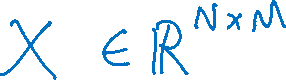 X ∈ ℝ^{N×M}